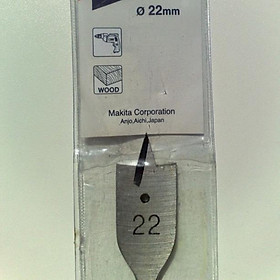 Ø 22mm
WOOD
Makita Corporation
Anjo,Aichi,Japan
22